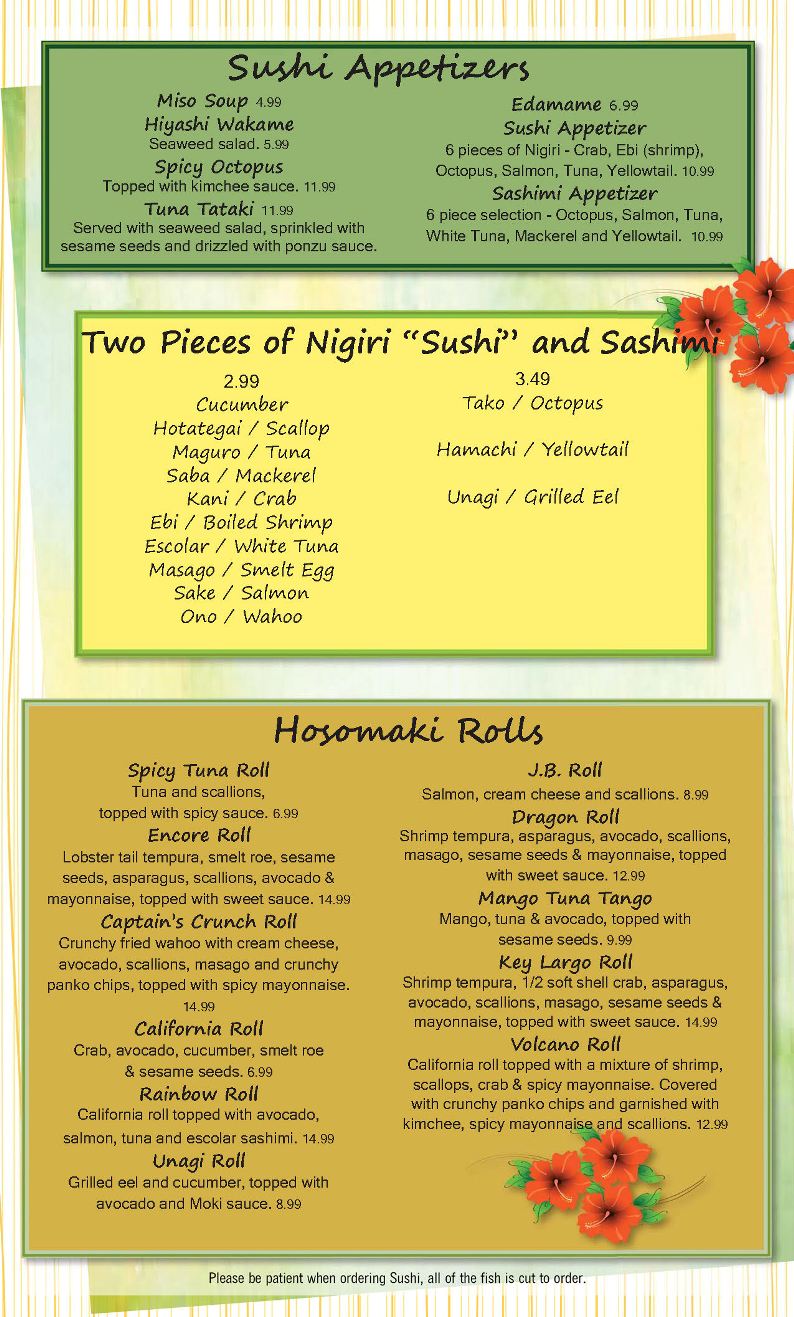 Sushi Appetizers
Miso Soup 4.99
Hiyashi Wakame
Seaweed salad. 5.99
Spicy Octopus
Topped with kimchee sauce. 11.99
Tuna Tataki 11.99
Served with seaweed salad, sprinkled with
sesame seeds and drizzled with ponzu sauce.
Edamame 6.99
Sushi Appetizer
6 pieces of Nigiri - Crab, Ebi (shrimp),
Octopus, Salmon, Tuna, Yellowtail. 10.99
Sashimi Appetizer
6 piece selection - Octopus, Salmon, Tuna,
White Tuna, Mackerel and Yellowtail. 10.99
Two Pieces of Nigiri “Sushi” and Sashimi
2.99
Cucumber
Hotategai / Scallop
Maguro / Tuna
Saba / Mackerel
Kani / Crab
Ebi / Boiled Shrimp
Escolar / White Tuna
Masago / Smelt Egg
Sake / Salmon
Ono / Wahoo
3.49
Tako / Octopus
Hamachi / Yellowtail
Unagi / Grilled Eel
Hosomaki Rolls
Spicy Tuna Roll
Tuna and scallions,
topped with spicy sauce. 6.99
Encore Roll
Lobster tail tempura, smelt roe, sesame
seeds, asparagus, scallions, avocado &
mayonnaise, topped with sweet sauce. 14.99
Captain's Crunch Roll
Crunchy fried wahoo with cream cheese,
avocado, scallions, masago and crunchy
panko chips, topped with spicy mayonnaise.
14.99
California Roll
Crab, avocado, cucumber, smelt roe
& sesame seeds. 6.99
Rainbow Roll
California roll topped with avocado,
salmon, tuna and escolar sashimi. 14.99
Unagi Roll
Grilled eel and cucumber, topped with
avocado and Moki sauce. 8.99
J.B. Roll
Salmon, cream cheese and scallions. 8.99
Dragon Roll
Shrimp tempura, asparagus, avocado, scallions,
masago, sesame seeds & mayonnaise, topped
with sweet sauce. 12.99
Mango Tuna Tango
Mango, tuna & avocado, topped with
sesame seeds. 9.99
Key Largo Roll
Shrimp tempura, 1/2 soft shell crab, asparagus,
avocado, scallions, masago, sesame seeds &
mayonnaise, topped with sweet sauce. 14.99
Volcano Roll
California roll topped with a mixture of shrimp,
scallops, crab & spicy mayonnaise. Covered
with crunchy panko chips and garnished with
kimchee, spicy mayonnaise and scallions. 12.99
Please be patient when ordering Sushi, all of the fish is cut to order.